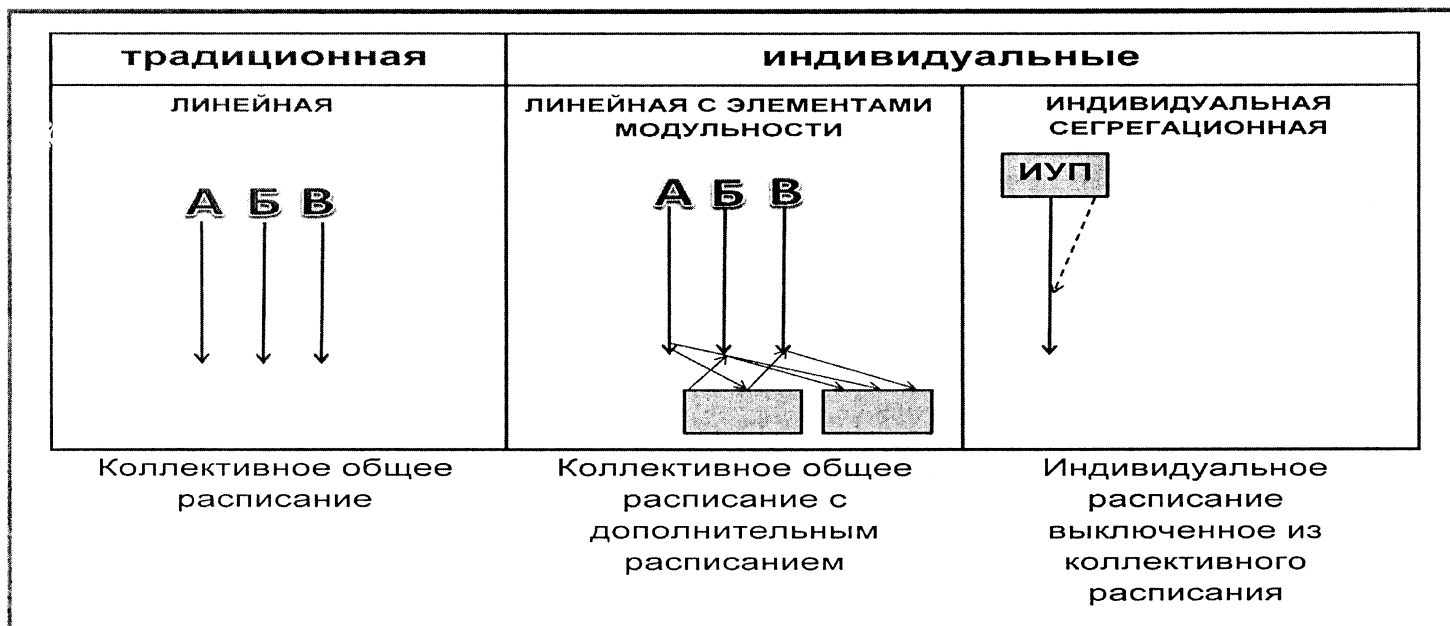 традиционная
индивидуальные
ЛИНЕЙНАЯ
ЛИНЕЙНАЯ С ЭЛЕМЕНТАМИ
МОДУЛЬНОСТИ
ИНДИВИДУАЛЬНАЯ
СЕГРЕГАЦИОННАЯ
А Б В
А Б В
ИУП
Коллективное общее
расписание
Коллективное общее
расписание с
дополнительным
расписанием
Индивидуальное
расписание
выключенное из
коллективного
расписания